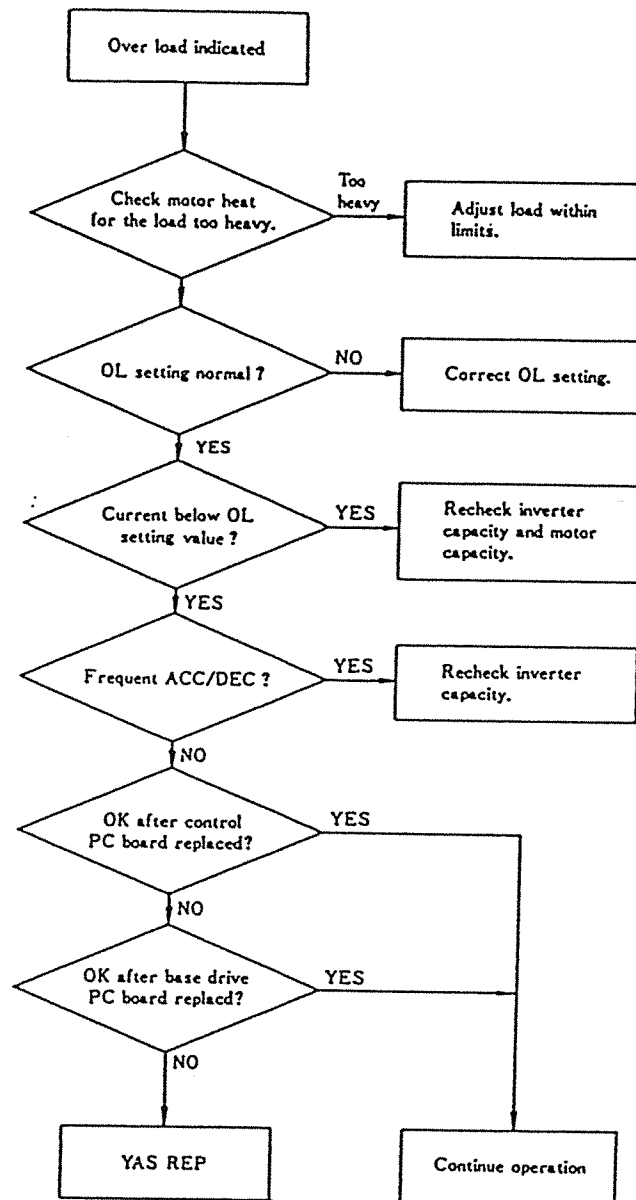 Over load indicated
Check motor heat
for the load too heavy.
Too
heavy
Adjust load within
limits.
OL setting normal ?
NO
Correct OL setting.
YES
Current below OL
setting value ?
YES
Recheck inverter
capacity and motor
capacity.
YES
Frequent ACC/DEC ?
YES
Recheck inverter
capacity.
NO
OK after control
PC board replaced?
YES
NO
OK after base drive
PC board replacd?
YES
NO
YAS REP
Continue operation